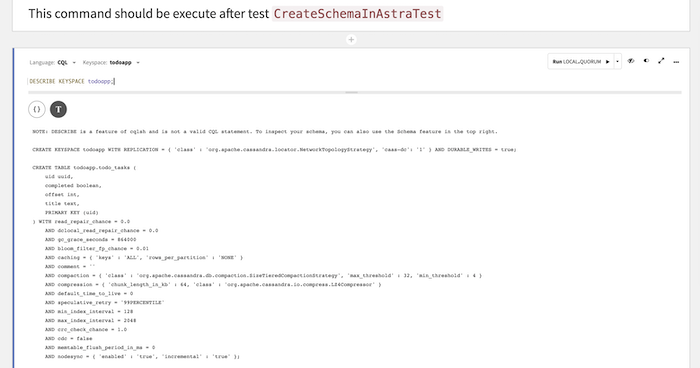 This command should be execute after test CreateSchemaInAstraTest
Language: CQL Keyspace: todoapp
Run LOCAL_QUORUM
DESCRIBE KEYSPACE todoapp;
T
NOTE: DESCRIBE is a feature of cqlsh and is not a valid CQL statement. To inspect your schema, you can also use the Schema feature in the top right.
CREATE KEYSPACE todoapp WITH REPLICATION = { 'class' : 'org.apache.cassandra.locator.NetworkTopologyStrategy', 'caas-dc': '1' } AND DURABLE_WRITES = true;
CREATE TABLE todoapp.todo_tasks (
uid uuid,
completed boolean,
offset int,
title text,
PRIMARY KEY (uid)
) WITH read_repair_chance = 0.0
AND dclocal_read_repair_chance = 0.0
AND gc_grace_seconds = 864000
AND bloom_filter_fp_chance = 0.01
AND caching = { 'keys' : 'ALL', 'rows_per_partition' : 'NONE' }
AND comment = ''
AND compaction = { 'class' : 'org.apache.cassandra.db.compaction.SizeTieredCompactionStrategy', 'max_threshold' : 32, 'min_threshold' : 4 }
AND compression = { 'chunk_length_in_kb' : 64, 'class' : 'org.apache.cassandra.io.compress.LZ4Compressor' }
AND default_time_to_live = 0
AND speculative_retry = '99PERCENTILE'
AND min_index_interval = 128
AND max_index_interval = 2048
AND crc_check_chance = 1.0
AND cdc = false
AND memtable_flush_period_in_ms = 0
AND nodesync = { 'enabled' : 'true', 'incremental' : 'true' };